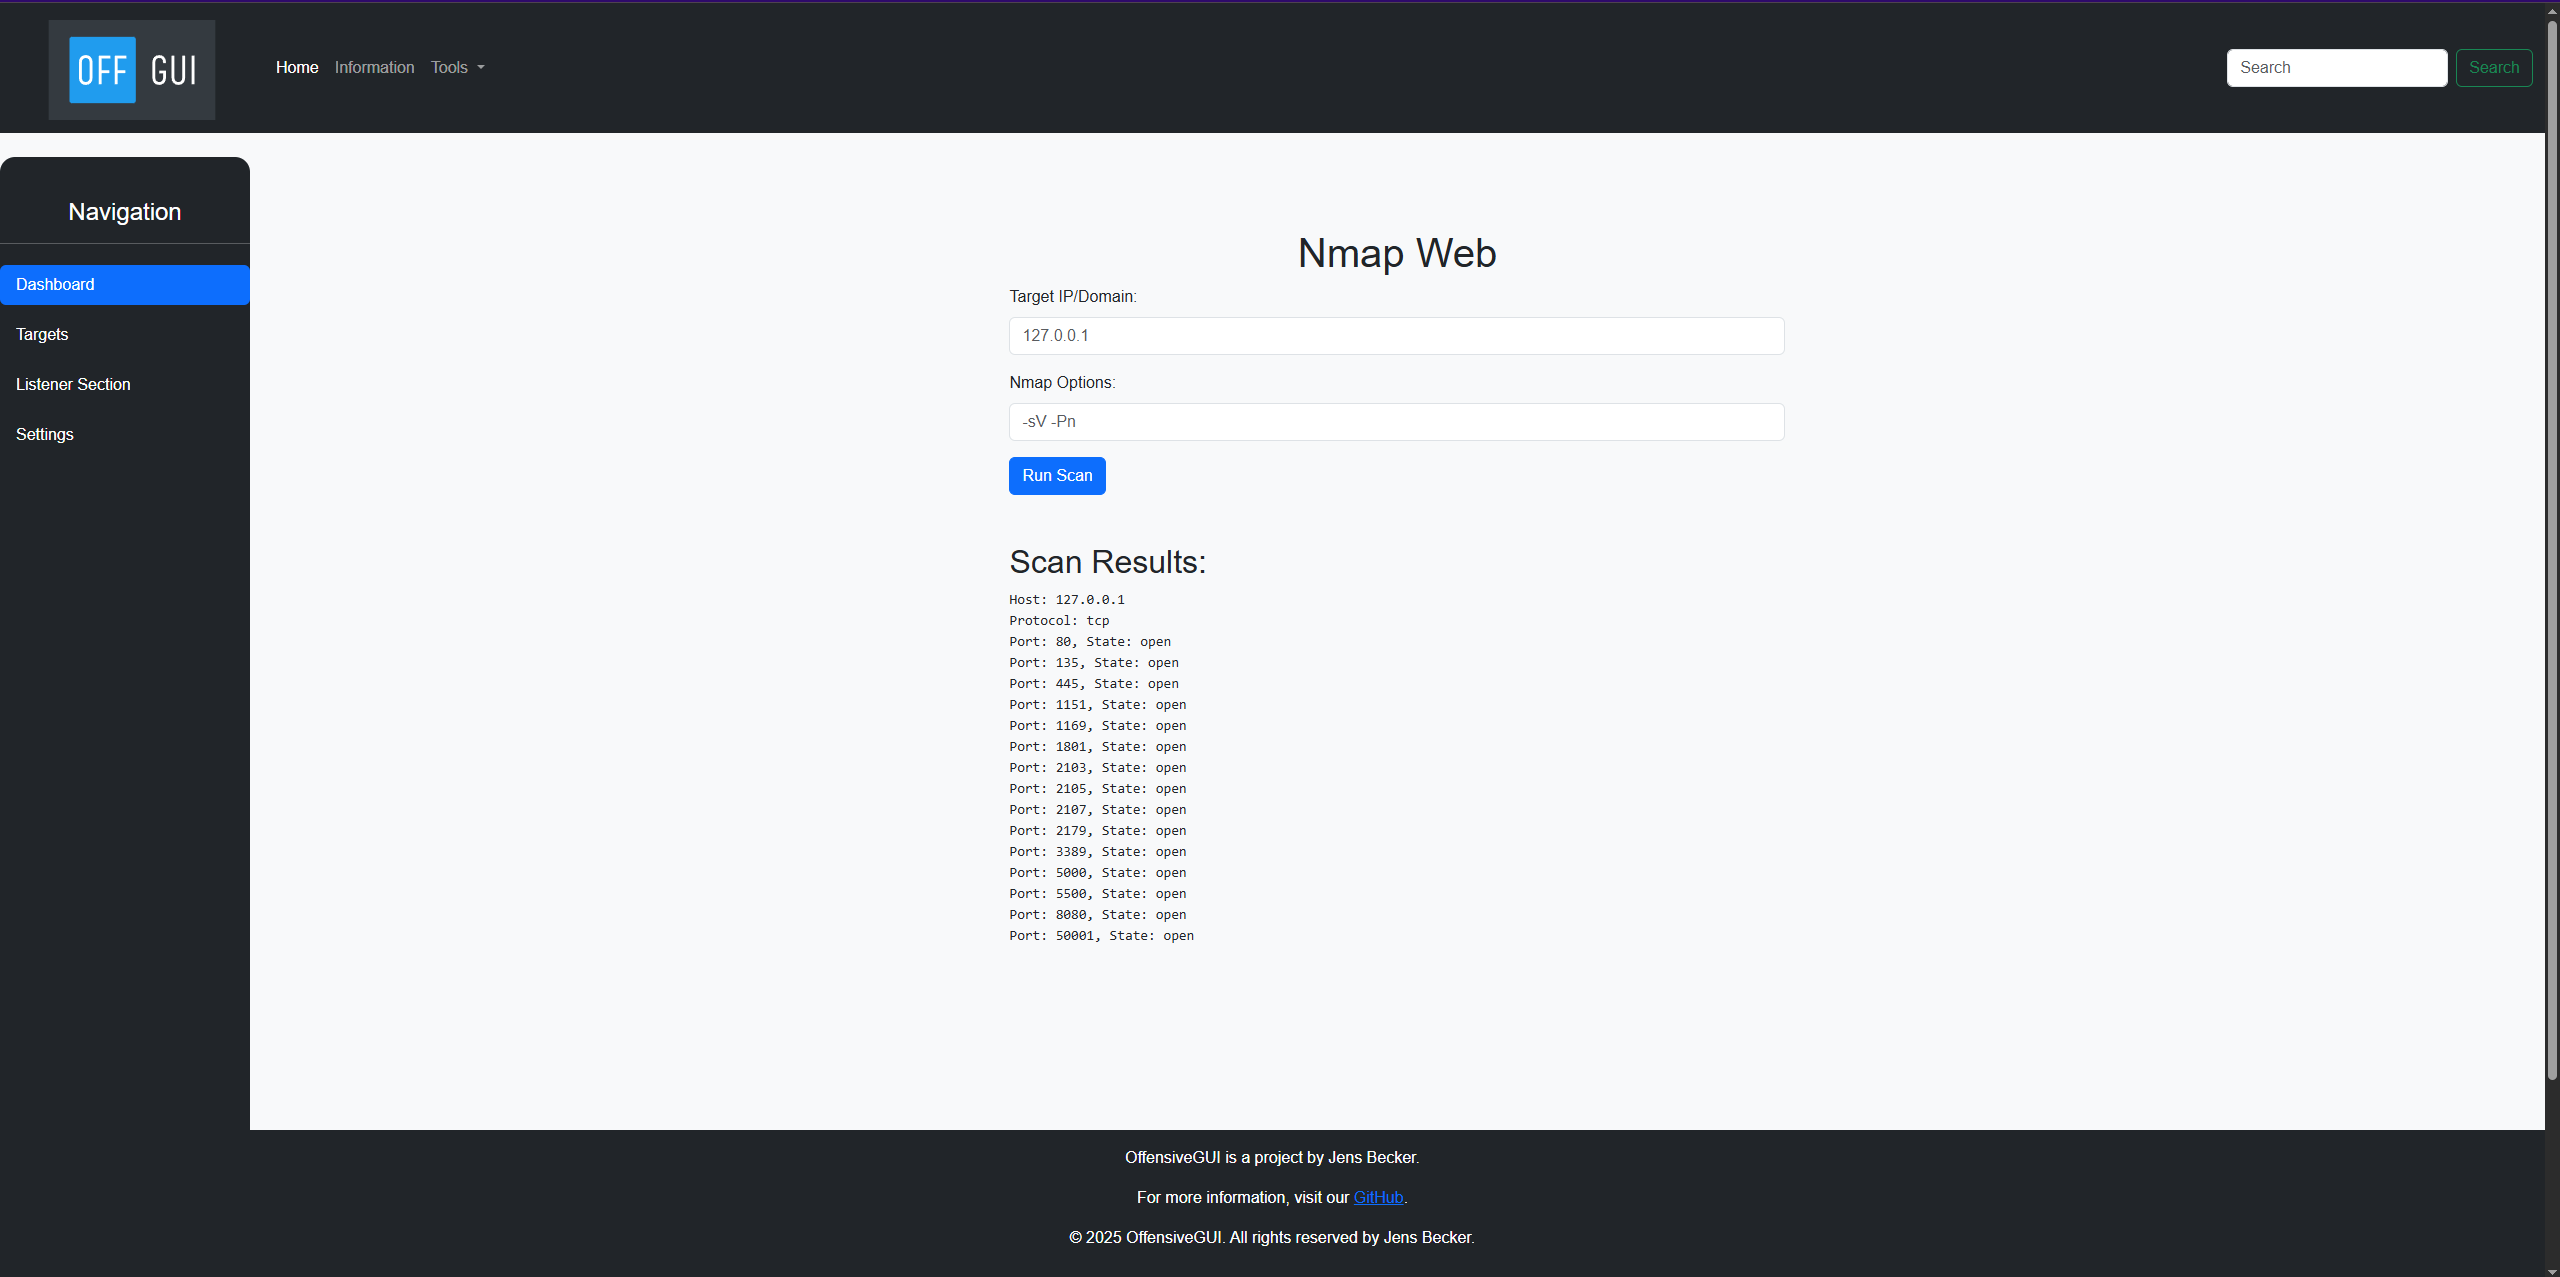 OFF GUI
Home Information Tools
Search Search
Navigation
Dashboard
Targets
Listener Section
Settings
Nmap Web
Target IP/Domain:
127.0.0.1
Nmap Options:
-sV -Pn
Run Scan
Scan Results:
Host: 127.0.0.1
Protocol: tcp
Port: 80, State: open
Port: 135, State: open
Port: 445, State: open
Port: 1151, State: open
Port: 1169, State: open
Port: 1801, State: open
Port: 2103, State: open
Port: 2105, State: open
Port: 2107, State: open
Port: 2179, State: open
Port: 3389, State: open
Port: 5000, State: open
Port: 5500, State: open
Port: 8080, State: open
Port: 50001, State: open
OffensiveGUI is a project by Jens Becker.
For more information, visit our GitHub.
© 2025 OffensiveGUI. All rights reserved by Jens Becker.